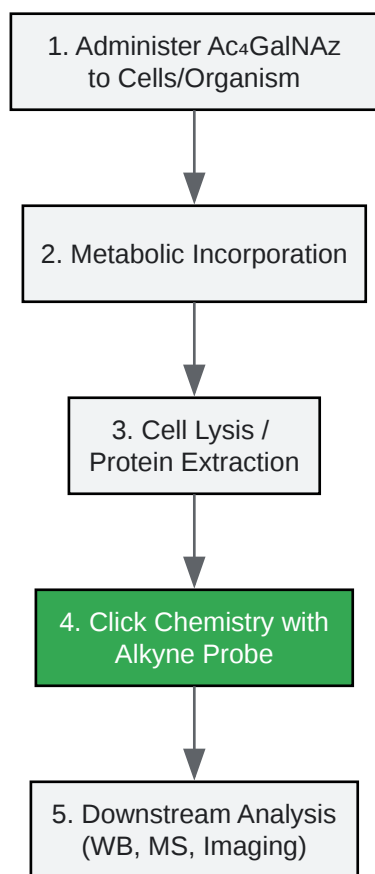 1. Administer Ac₄GalNAz
to Cells/Organism
2. Metabolic Incorporation
3. Cell Lysis /
Protein Extraction
4. Click Chemistry with
Alkyne Probe
5. Downstream Analysis
(WB, MS, Imaging)